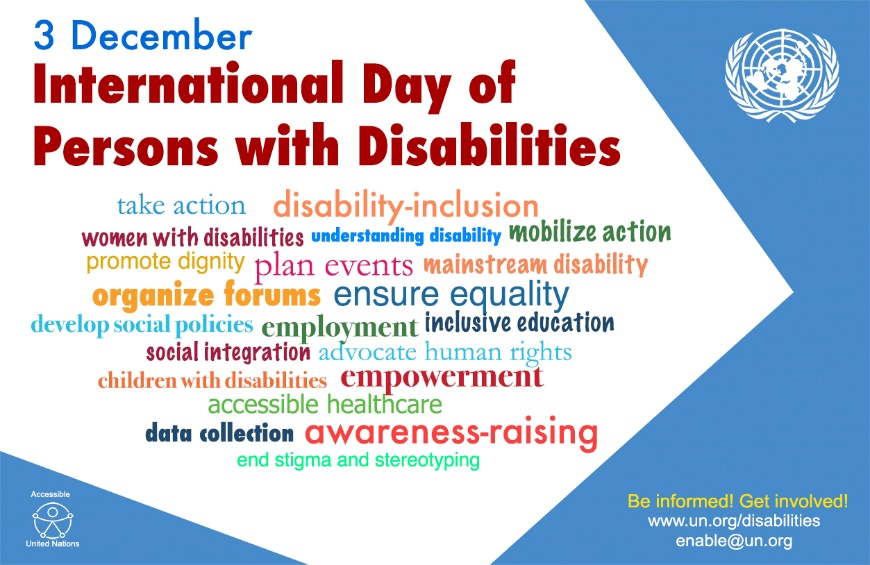 3 December
International Day of
Persons with Disabilities
take action disability-inclusion
women with disabilities understanding disability mobilize action
promote dignity plan events mainstream disability
organize forums ensure equality
develop social policies employment inclusive education
social integration advocate human rights
children with disabilities empowerment
accessible healthcare
data collection awareness-raising
end stigma and stereotyping
Accessible
United Nations
Be informed! Get involved!
www.un.org/disabilities
enable@un.org